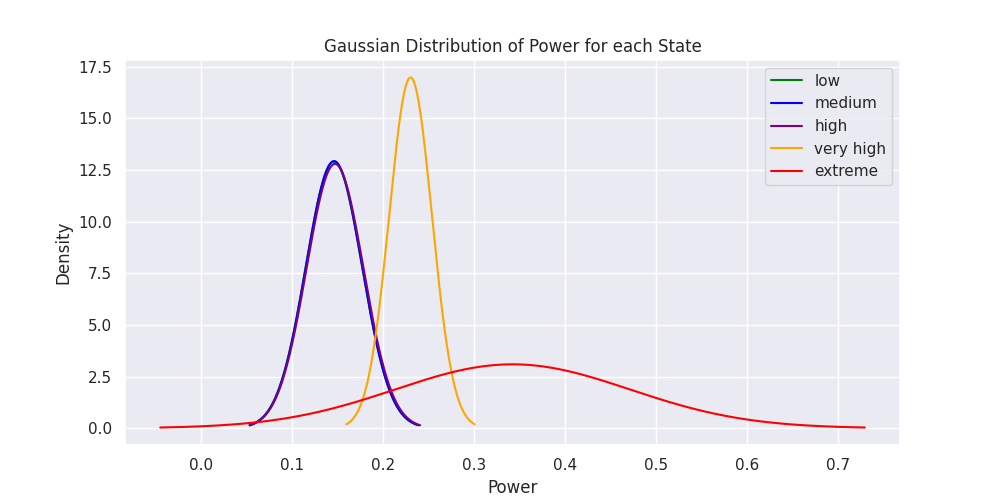 Gaussian Distribution of Power for each State
17.5
15.0
12.5
10.0
7.5
5.0
2.5
0.0
Density
low
medium
high
very high
extreme
0.0 0.1 0.2 0.3 0.4 0.5 0.6 0.7
Power